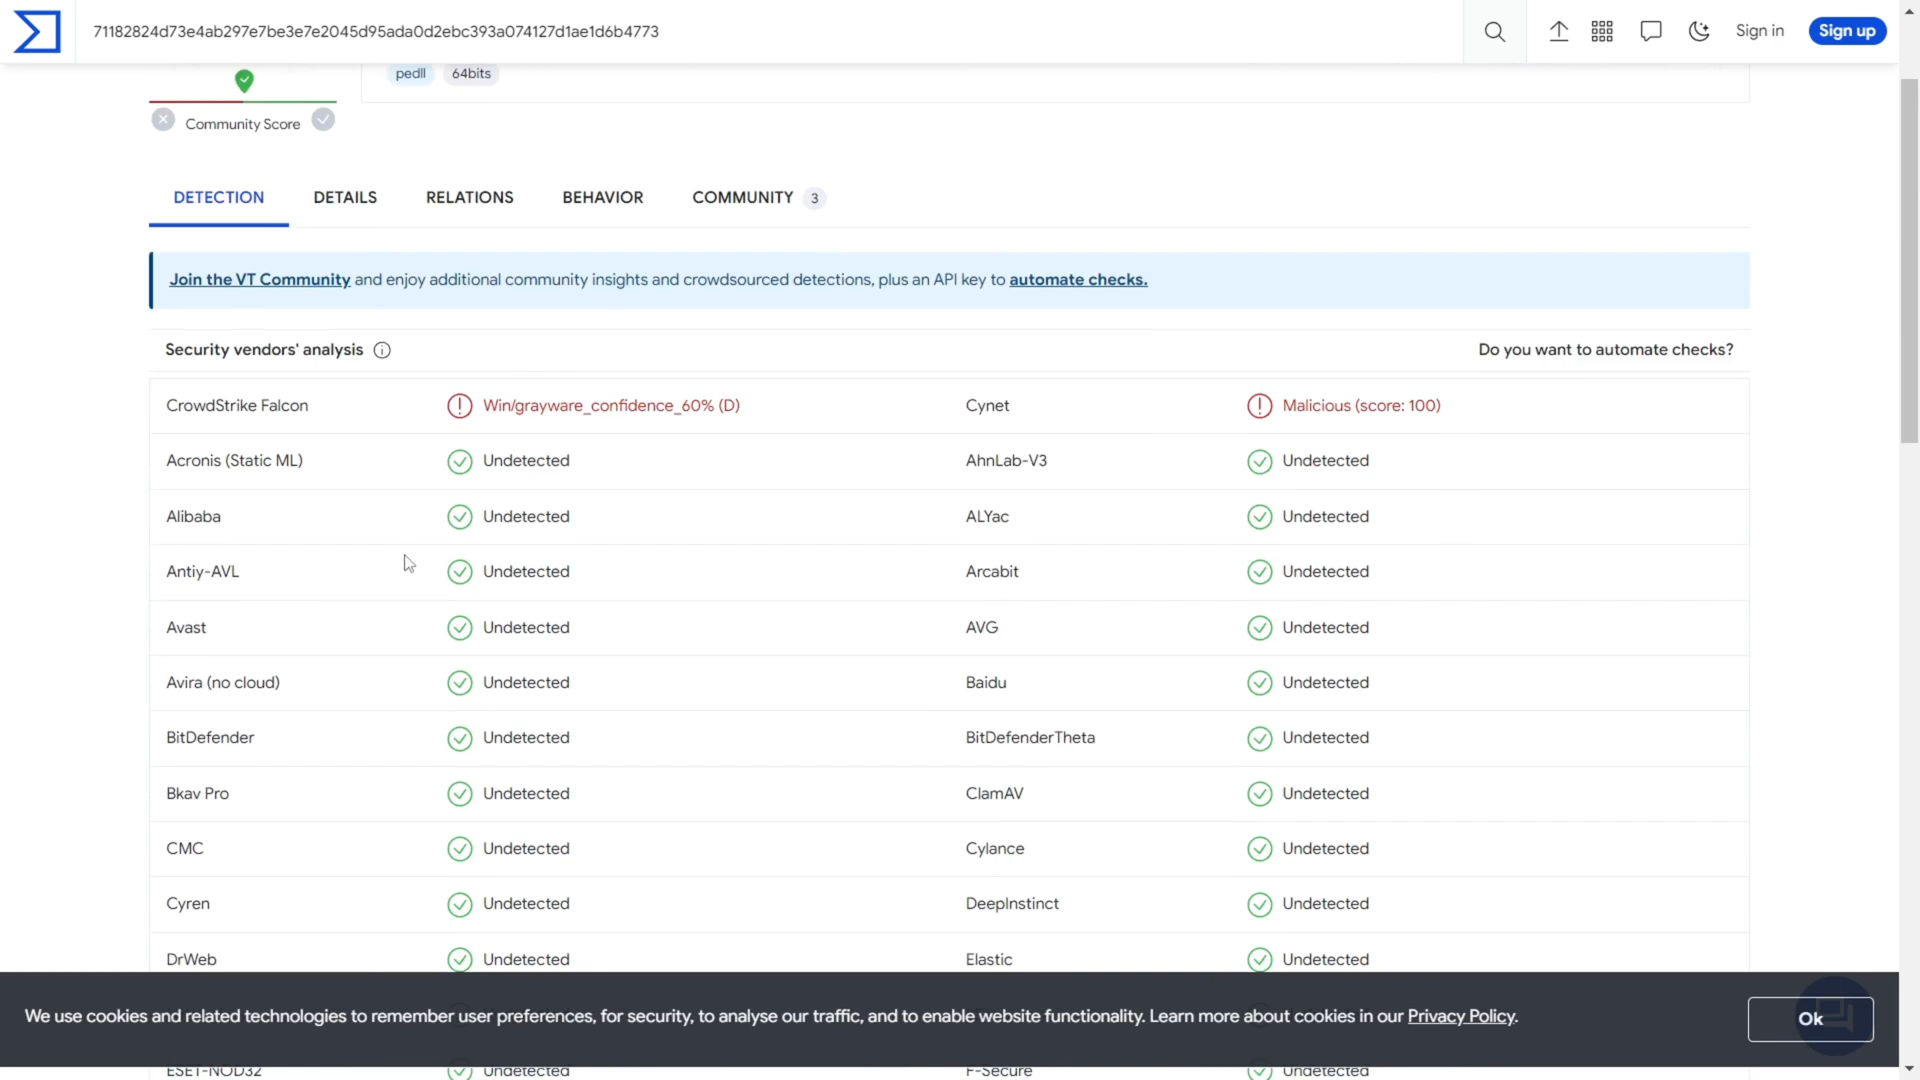 71182824d73e4ab297e7be3e7e2045d95ada0d2ebc393a074127d1ae1d6b4773
Sign in
Sign up
pedll 64bits
Community Score
DETECTION DETAILS RELATIONS BEHAVIOR COMMUNITY 3
Join the VT Community and enjoy additional community insights and crowdsourced detections, plus an API key to automate checks.
Security vendors' analysis Do you want to automate checks?
CrowdStrike Falcon Win/grayware_confidence_60% (D) Cynet Malicious (score: 100)
Acronis (Static ML) Undetected AhnLab-V3 Undetected
Alibaba Undetected ALYac Undetected
Antiy-AVL Undetected Arcabit Undetected
Avast Undetected AVG Undetected
Avira (no cloud) Undetected Baidu Undetected
BitDefender Undetected BitDefenderTheta Undetected
Bkav Pro Undetected ClamAV Undetected
CMC Undetected Cylance Undetected
Cyren Undetected DeepInstinct Undetected
DrWeb Undetected Elastic Undetected
We use cookies and related technologies to remember user preferences, for security, to analyse our traffic, and to enable website functionality. Learn more about cookies in our Privacy Policy.
Ok
ESET-NOD32 Undetected F-Secure Undetected